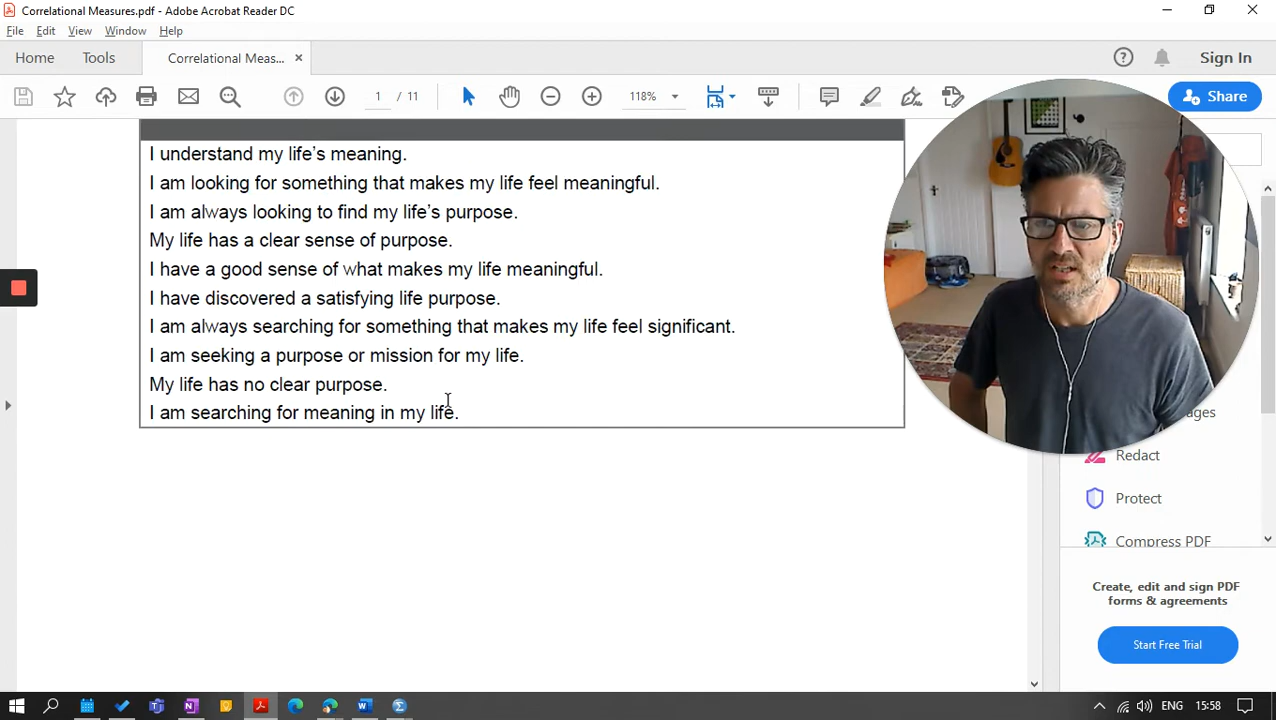 Correlational Measures.pdf - Adobe Acrobat Reader DC
File Edit View Window Help
Home Tools Correlational Meas... Sign In
1 / 11 118% Share
I understand my life's meaning.
I am looking for something that makes my life feel meaningful.
I am always looking to find my life's purpose.
My life has a clear sense of purpose.
I have a good sense of what makes my life meaningful.
I have discovered a satisfying life purpose.
I am always searching for something that makes my life feel significant.
I am seeking a purpose or mission for my life.
My life has no clear purpose.
I am searching for meaning in my life.
Redact
Protect
Compress PDF
Create, edit and sign PDF
forms & agreements
Start Free Trial
ENG 15:58